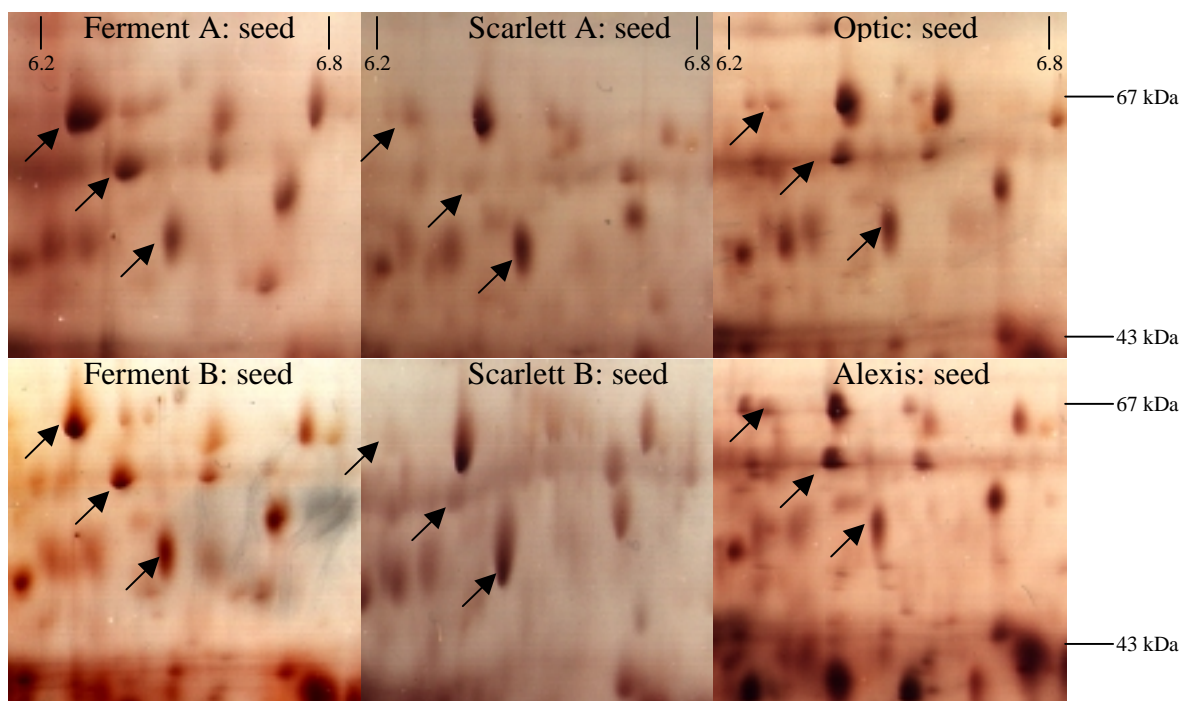 Ferment A: seed
6.2 6.8
Scarlett A: seed
6.2 6.8
Optic: seed
6.2 6.8
67 kDa
43 kDa
Ferment B: seed
Scarlett B: seed
Alexis: seed
67 kDa
43 kDa